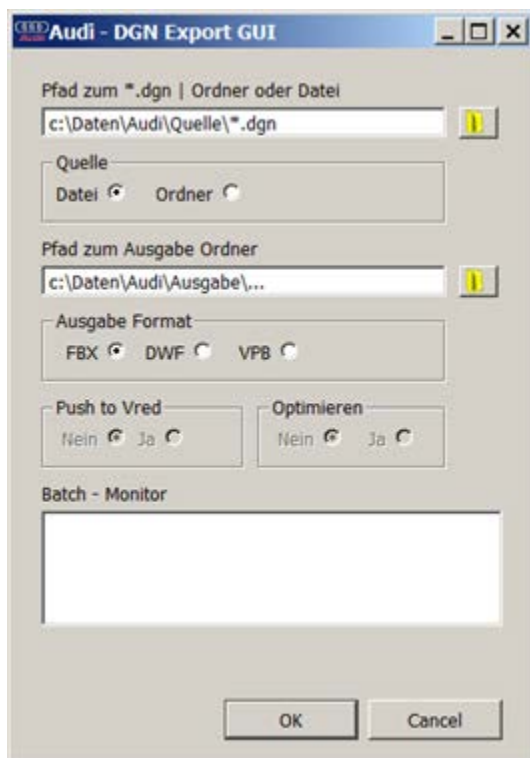 Audi - DGN Export GUI
Pfad zum *.dgn | Ordner oder Datei
c:\Daten\Audi\Quelle\*.dgn
Quelle
Datei Ordner
Pfad zum Ausgabe Ordner
c:\Daten\Audi\Ausgabe\...
Ausgabe Format
FBX DWF VPB
Push to Vred Optimieren
Nein Ja Nein Ja
Batch - Monitor
OK Cancel